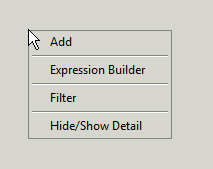 Add
Expression Builder
Filter
Hide/Show Detail